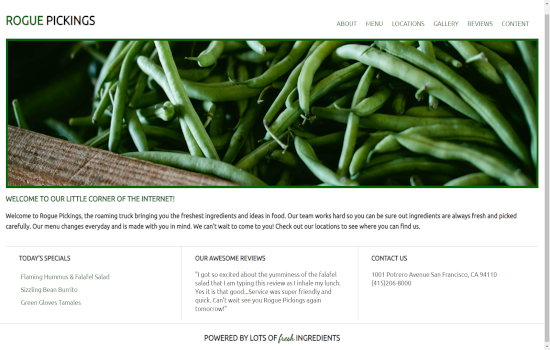 ROGUE PICKINGS
ABOUT MENU LOCATIONS GALLERY REVIEWS CONTENT
WELCOME TO OUR LITTLE CORNER OF THE INTERNET!
Welcome to Rogue Pickings, the roaming truck bringing you the freshest ingredients and ideas in food. Our team works hard so you can be sure out ingredients are always fresh and picked
carefully. Our menu changes everyday and is made with you in mind. We can't wait to come to you! Check out our locations to see where you can find us.
TODAY'S SPECIALS
Flaming Hummus & Falafel Salad
Sizzling Bean Burrito
Green Gloves Tamales
OUR AWESOME REVIEWS
"I got so excited about the yumminess of the falafel
salad that I am typing this review as I inhale my lunch.
Yes it is that good...Service was super friendly and
quick. Can't wait see you Rogue Pickings again
tomorrow!"
CONTACT US
1001 Potrero Avenue San Francisco, CA 94110
(415)206-8000
POWERED BY LOTS OF fresh INGREDIENTS